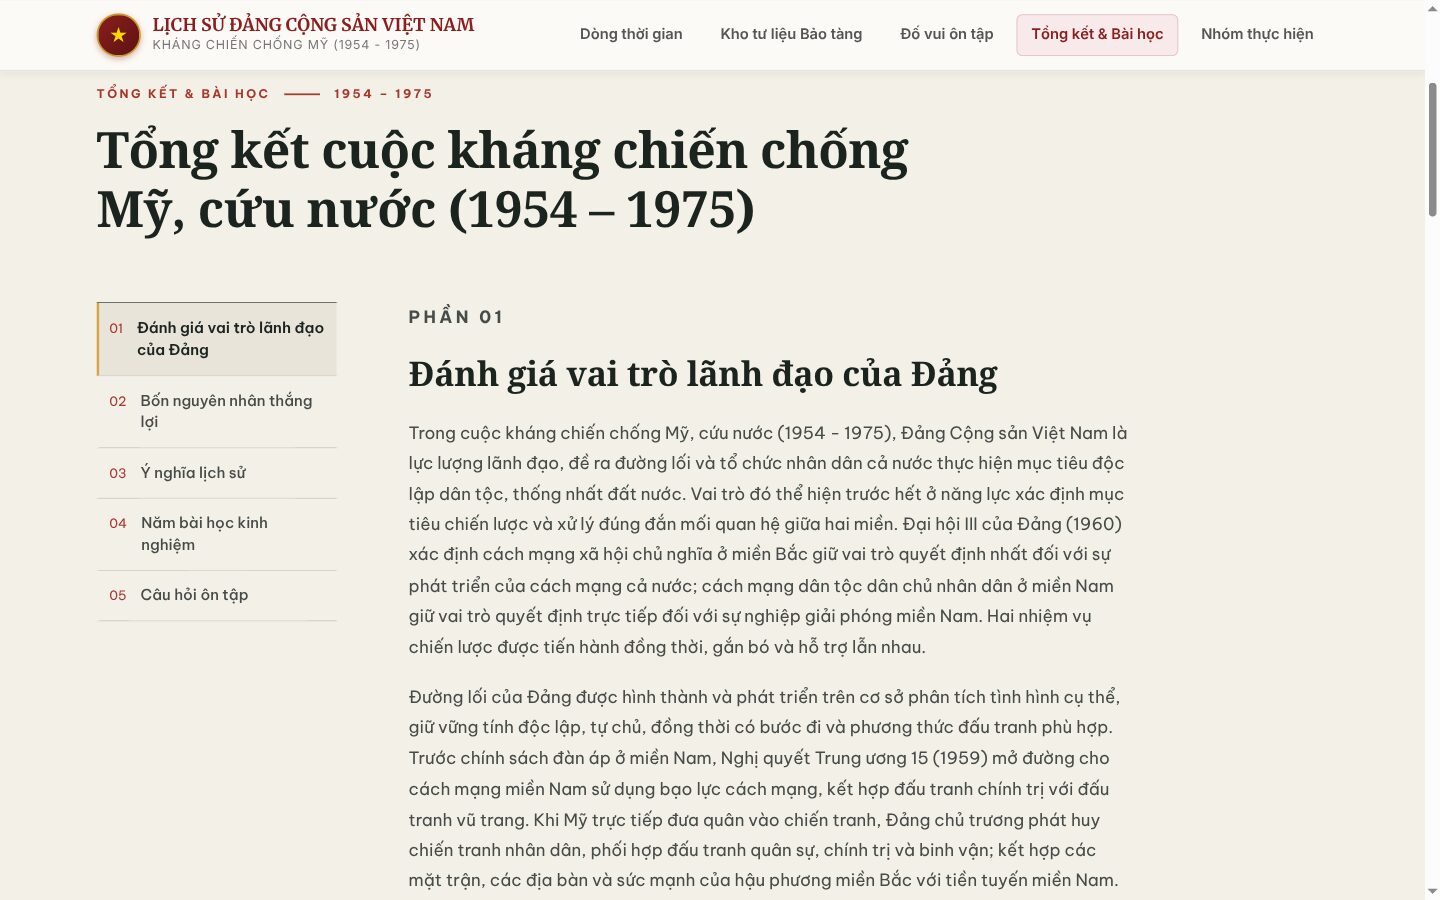 LỊCH SỬ ĐẢNG CỘNG SẢN VIỆT NAM
KHÁNG CHIẾN CHỐNG MỸ (1954 - 1975)
Dòng thời gian
Kho tư liệu Bảo tàng
Đố vui ôn tập
Tổng kết & Bài học
Nhóm thực hiện
TỔNG KẾT & BÀI HỌC —— 1954 – 1975
Tổng kết cuộc kháng chiến chống
Mỹ, cứu nước (1954 – 1975)
01 Đánh giá vai trò lãnh đạo
của Đảng
02 Bốn nguyên nhân thắng
lợi
03 Ý nghĩa lịch sử
04 Năm bài học kinh
nghiệm
05 Câu hỏi ôn tập
PHẦN 01
Đánh giá vai trò lãnh đạo của Đảng
Trong cuộc kháng chiến chống Mỹ, cứu nước (1954 - 1975), Đảng Cộng sản Việt Nam là
lực lượng lãnh đạo, đề ra đường lối và tổ chức nhân dân cả nước thực hiện mục tiêu độc
lập dân tộc, thống nhất đất nước. Vai trò đó thể hiện trước hết ở năng lực xác định mục
tiêu chiến lược và xử lý đúng đắn mối quan hệ giữa hai miền. Đại hội III của Đảng (1960)
xác định cách mạng xã hội chủ nghĩa ở miền Bắc giữ vai trò quyết định nhất đối với sự
phát triển của cách mạng cả nước; cách mạng dân tộc dân chủ nhân dân ở miền Nam
giữ vai trò quyết định trực tiếp đối với sự nghiệp giải phóng miền Nam. Hai nhiệm vụ
chiến lược được tiến hành đồng thời, gắn bó và hỗ trợ lẫn nhau.
Đường lối của Đảng được hình thành và phát triển trên cơ sở phân tích tình hình cụ thể,
giữ vững tính độc lập, tự chủ, đồng thời có bước đi và phương thức đấu tranh phù hợp.
Trước chính sách đàn áp ở miền Nam, Nghị quyết Trung ương 15 (1959) mở đường cho
cách mạng miền Nam sử dụng bạo lực cách mạng, kết hợp đấu tranh chính trị với đấu
tranh vũ trang. Khi Mỹ trực tiếp đưa quân vào chiến tranh, Đảng chủ trương phát huy
chiến tranh nhân dân, phối hợp đấu tranh quân sự, chính trị và binh vận; kết hợp các
mặt trận, các địa bàn và sức mạnh của hậu phương miền Bắc với tiền tuyến miền Nam.